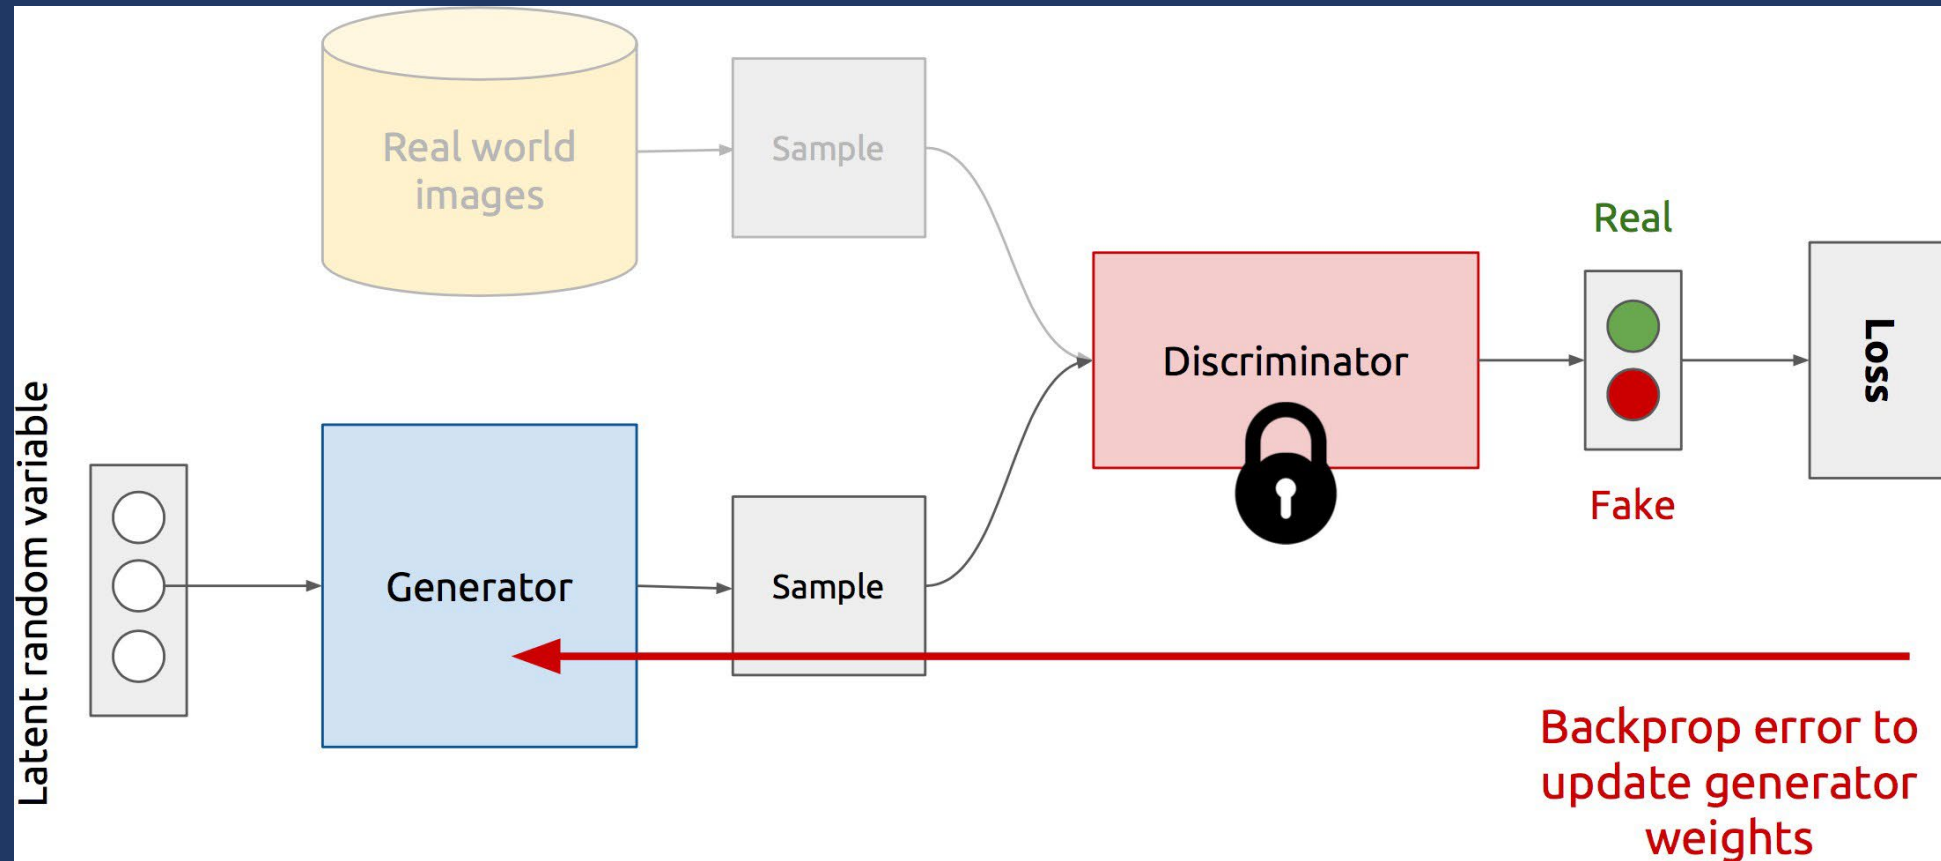 Real world
images
Sample
Real
Discriminator
Loss
Fake
Latent random variable
Generator
Sample
Backprop error to
update generator
weights